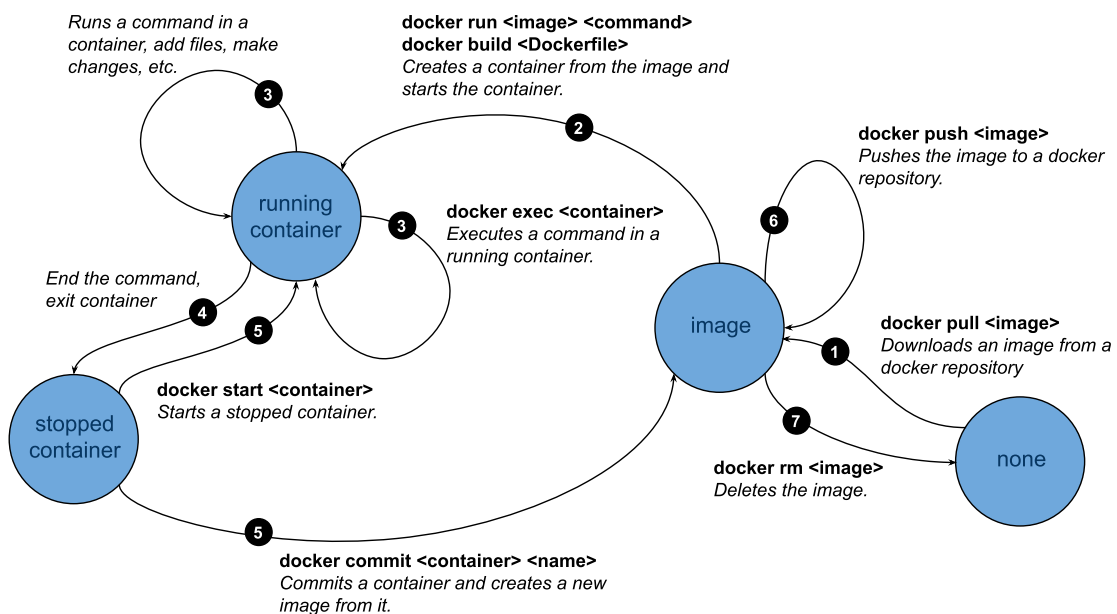 Runs a command in a
container, add files, make
changes, etc.
3
docker run <image> <command>
docker build <Dockerfile>
Creates a container from the image and
starts the container.
2
docker push <image>
Pushes the image to a docker
repository.
6
running
container
3
docker exec <container>
Executes a command in a
running container.
End the command,
exit container
4
5
image
docker pull <image>
Downloads an image from a
docker repository
1
docker start <container>
Starts a stopped container.
stopped
container
7
none
docker rm <image>
Deletes the image.
5
docker commit <container> <name>
Commits a container and creates a new
image from it.